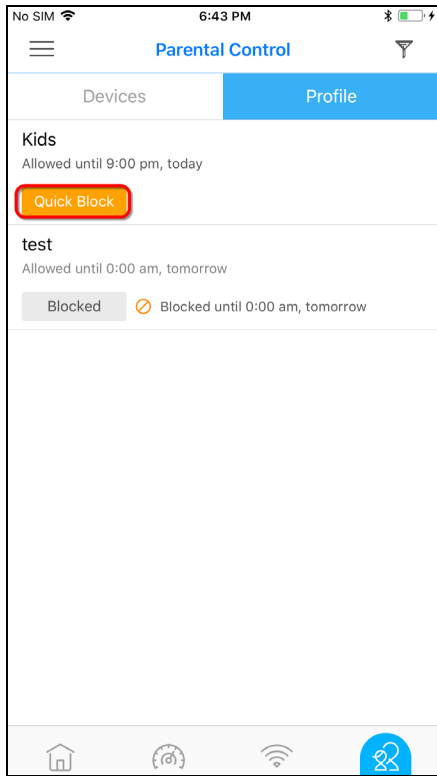 No SIM 6:43 PM
Parental Control
Devices Profile
Kids
Allowed until 9:00 pm, today
Quick Block
test
Allowed until 0:00 am, tomorrow
Blocked Blocked until 0:00 am, tomorrow